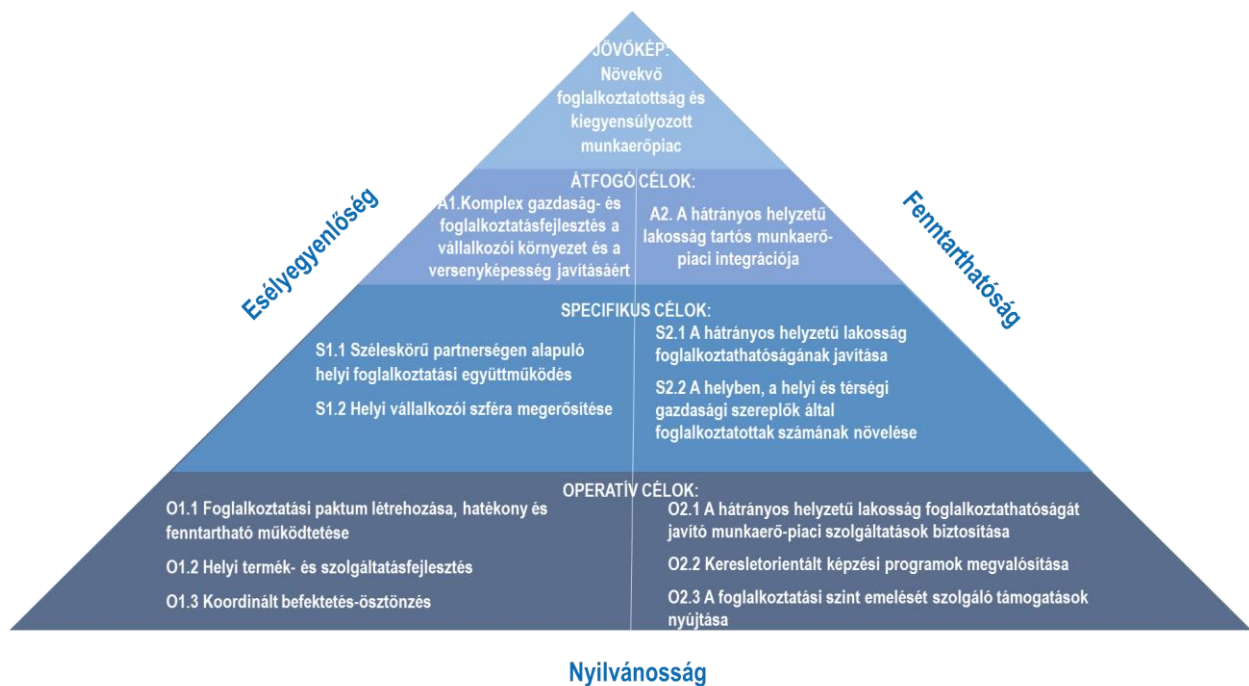 JÖVŐKÉP:
Növekvő
foglalkoztatottság és
kiegyensúlyozott
munkaerőpiac
ÁTFOGÓ CÉLOK:
A1.Komplex gazdaság- és
foglalkoztatásfejlesztés a
vállalkozói környezet és a
versenyképesség javításáért
A2. A hátrányos helyzetű
lakosság tartós munkaerő-
piaci integrációja
SPECIFIKUS CÉLOK:
S1.1 Széleskörű partnerségen alapuló
helyi foglalkoztatási együttműködés
S1.2 Helyi vállalkozói szféra megerősítése
S2.1 A hátrányos helyzetű lakosság
foglalkoztathatóságának javítása
S2.2 A helyben, a helyi és térségi
gazdasági szereplők által
foglalkoztatottak számának növelése
OPERATÍV CÉLOK:
O1.1 Foglalkoztatási paktum létrehozása, hatékony és
fenntartható működtetése
O1.2 Helyi termék- és szolgáltatásfejlesztés
O1.3 Koordinált befektetés-ösztönzés
O2.1 A hátrányos helyzetű lakosság foglalkoztathatóságát
javító munkaerő-piaci szolgáltatások biztosítása
O2.2 Keresletorientált képzési programok megvalósítása
O2.3 A foglalkoztatási szint emelését szolgáló támogatások
nyújtása
Esélyegyenlőség
Fenntarthatóság
Nyilvánosság